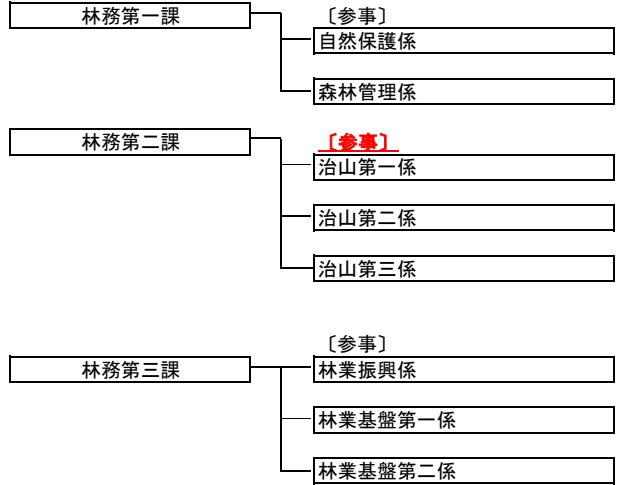 林務第一課
〔参事〕
自然保護係
森林管理係
林務第二課
〔参事〕
治山第一係
治山第二係
治山第三係
〔参事〕
林務第三課
林業振興係
林業基盤第一係
林業基盤第二係